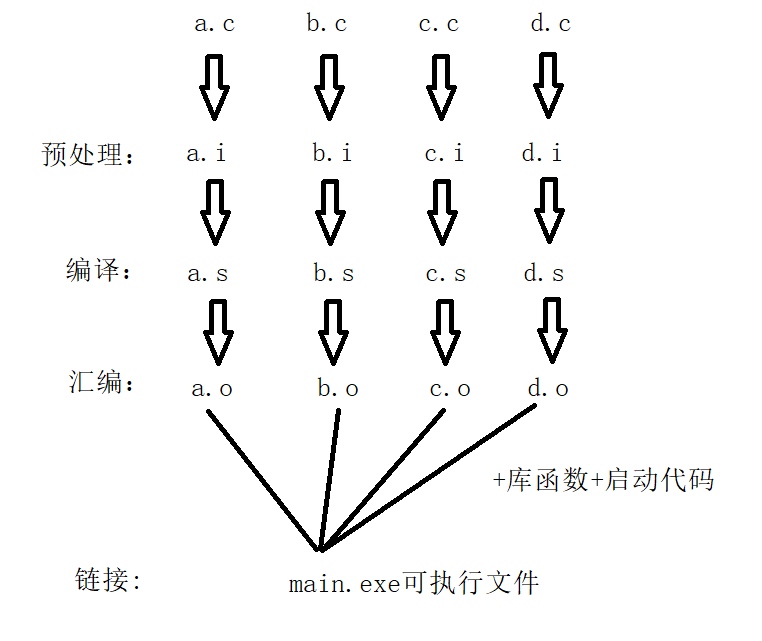 a.c b.c c.c d.c
预处理: a.i b.i c.i d.i
编译: a.s b.s c.s d.s
汇编: a.o b.o c.o d.o
+库函数+启动代码
链接: main.exe可执行文件